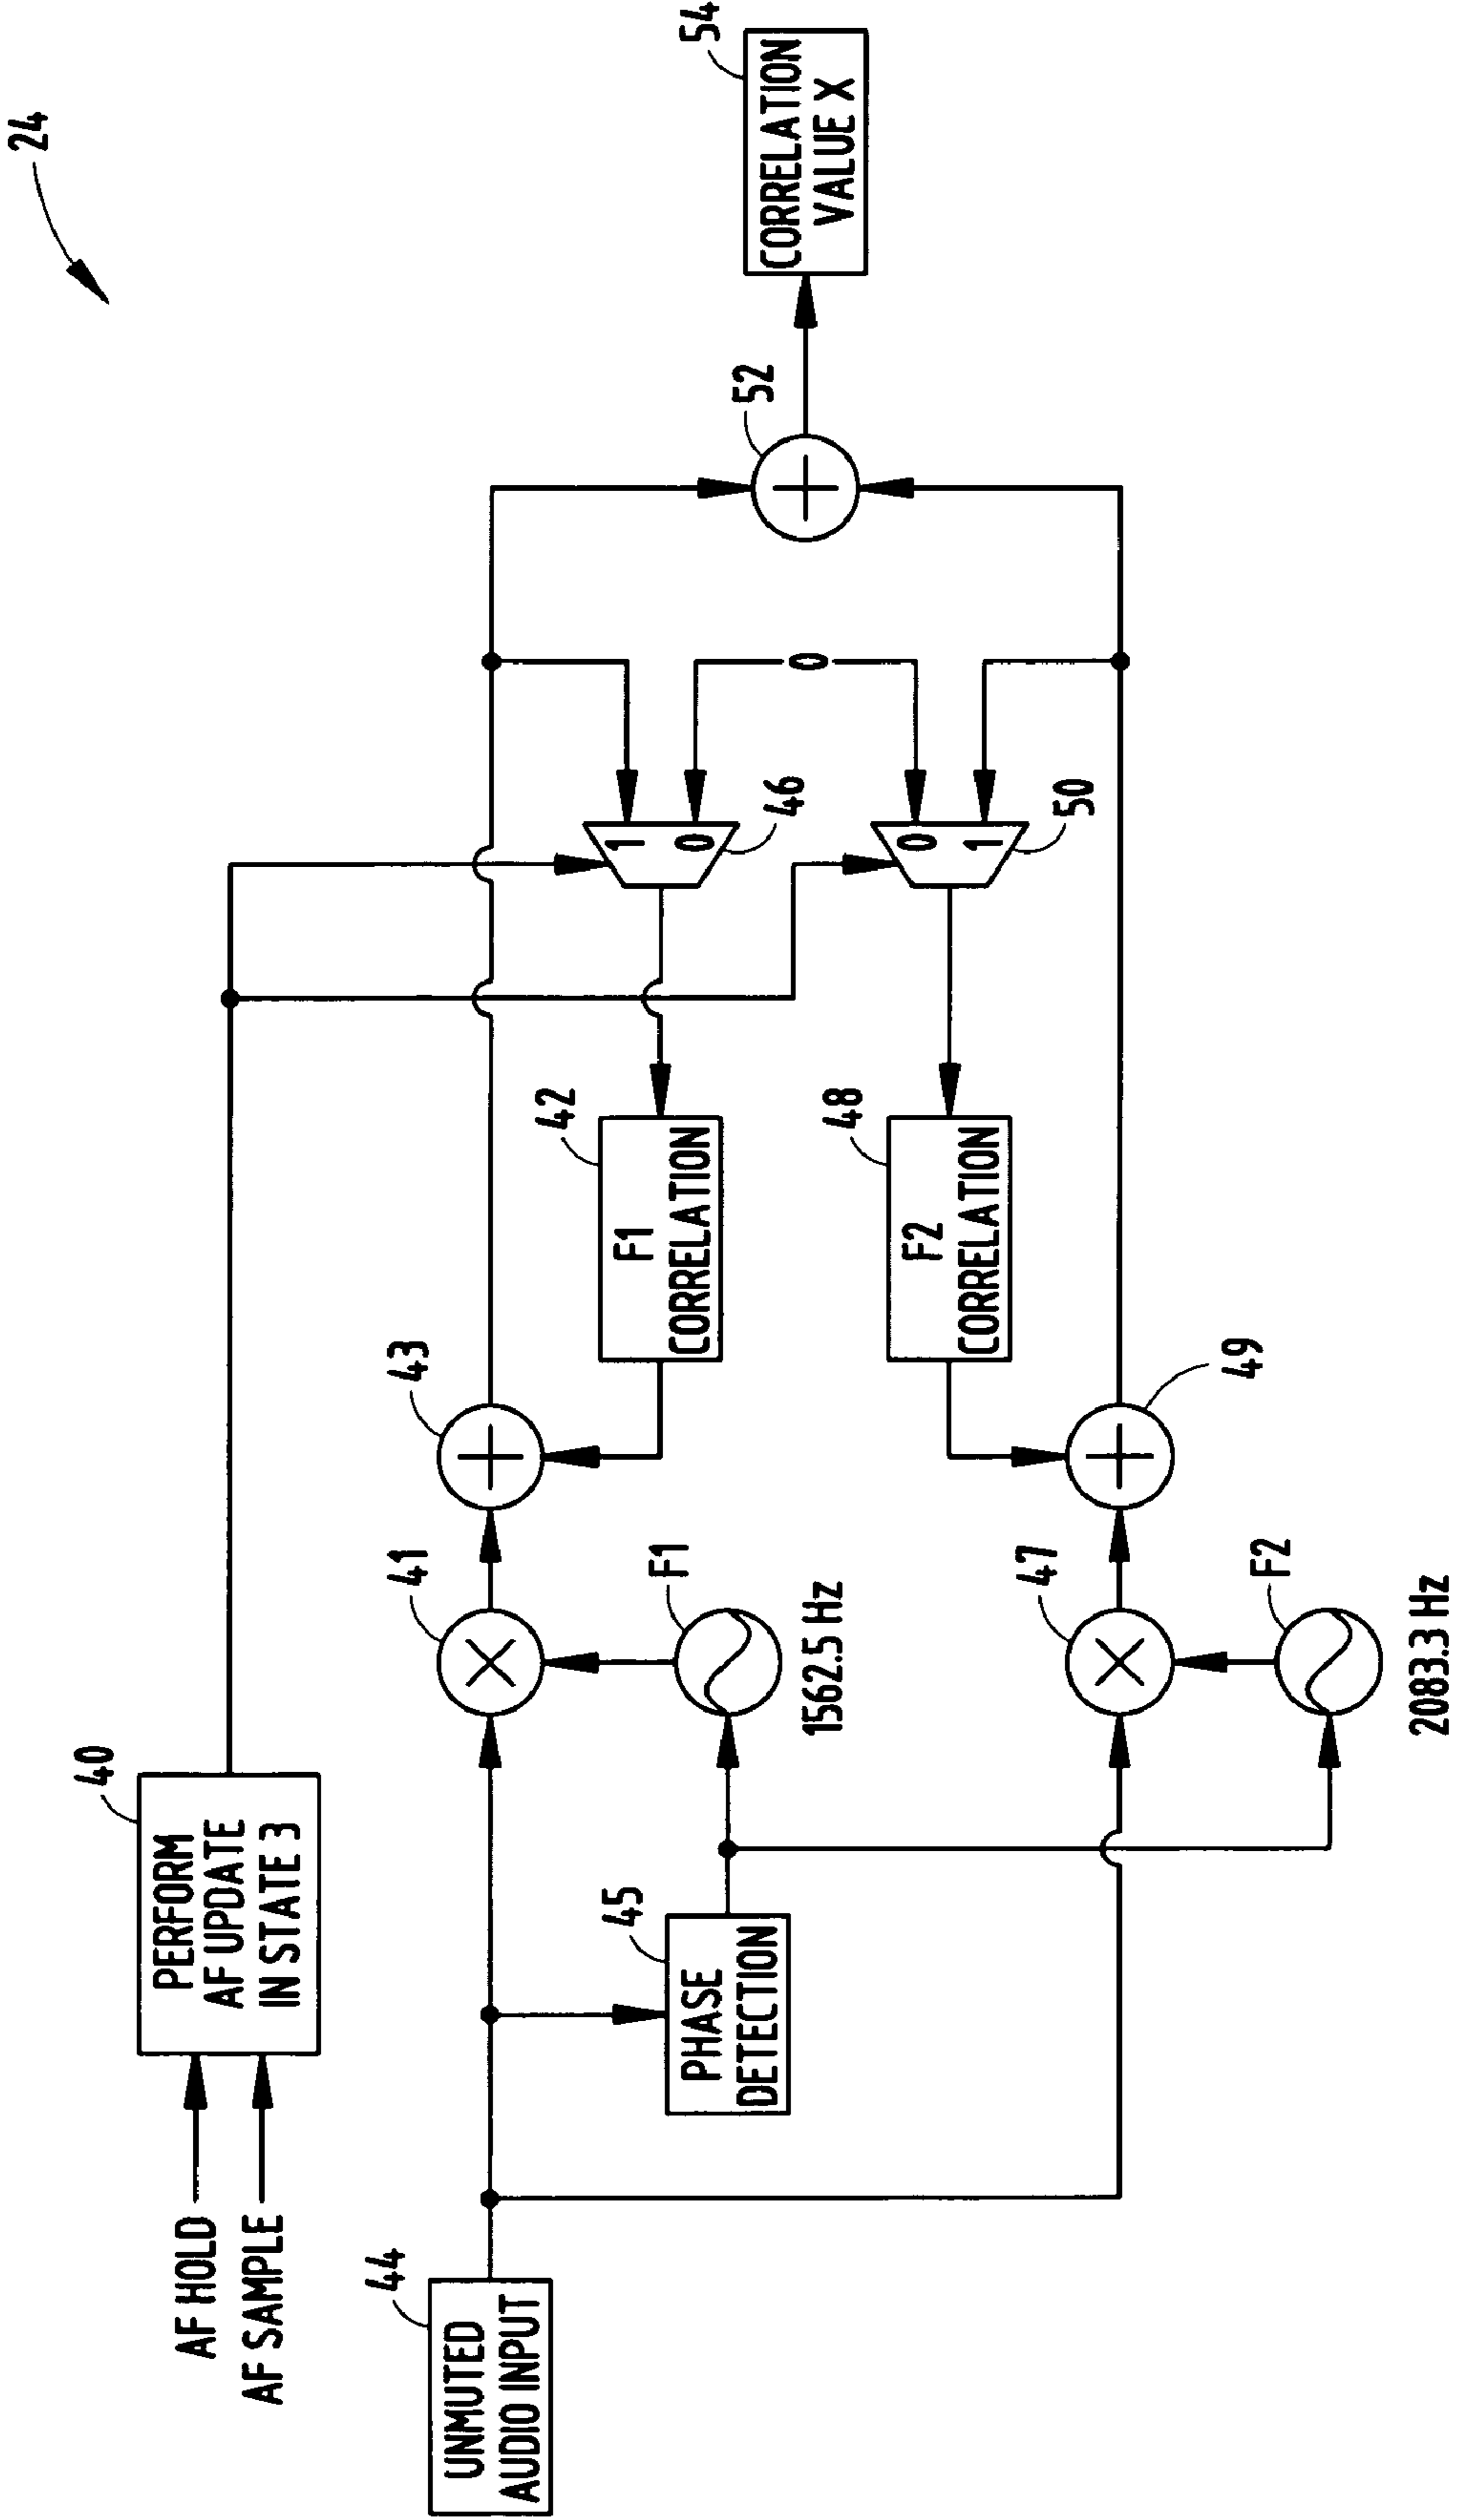 24
AF HOLD
AF SAMPLE
40
PERFORM
AF UPDATE
IN STATE 3
44
UNMUTED
AUDIO INPUT
41
43
45
PHASE
DETECTION
F1
1562.5 Hz
42
F1
CORRELATION
1
0
46
0
52
54
CORRELATION
VALUE X
48
F2
CORRELATION
0
1
50
47
49
F2
2083.3 Hz